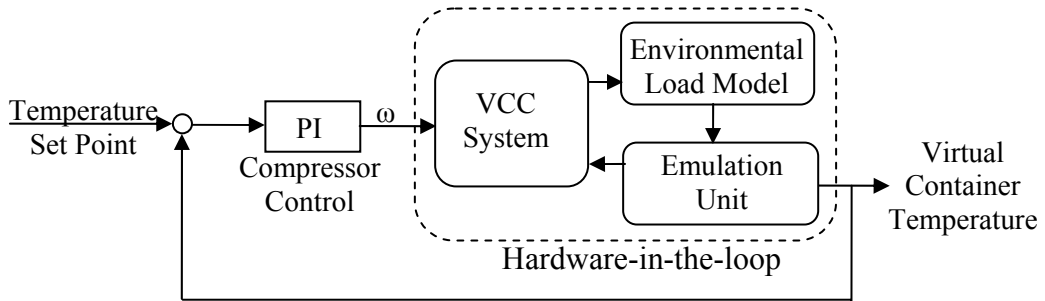 Temperature
Set Point
PI
Compressor
Control
ω
VCC
System
Environmental
Load Model
Emulation
Unit
Hardware-in-the-loop
Virtual
Container
Temperature